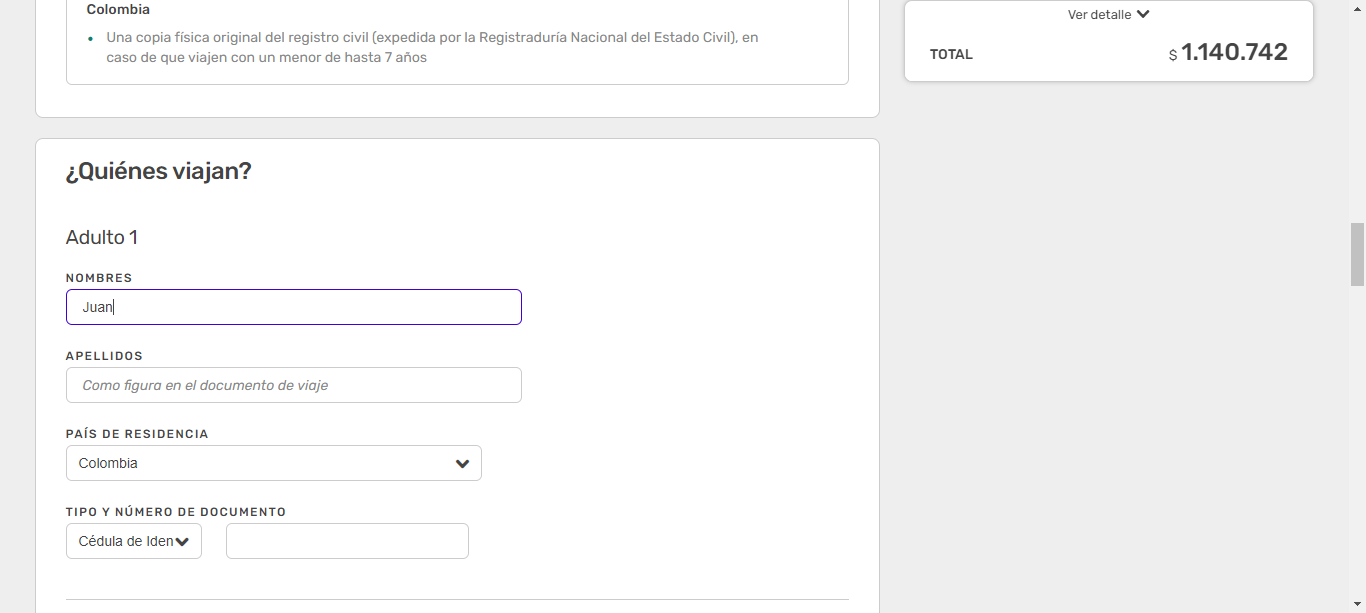 Colombia
Una copia física original del registro civil (expedida por la Registraduría Nacional del Estado Civil), en
caso de que viajen con un menor de hasta 7 años
Ver detalle
TOTAL
$ 1.140.742
¿Quiénes viajan?
Adulto 1
NOMBRES
Juan
APELLIDOS
Como figura en el documento de viaje
PAÍS DE RESIDENCIA
Colombia
TIPO Y NÚMERO DE DOCUMENTO
Cédula de Iden